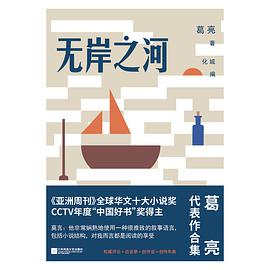 葛亮 著
化城 编
无岸之河
《亚洲周刊》全球华文十大小说奖
CCTV年度“中国好书”奖得主
莫言：他非常娴熟地使用一种很雅致的叙事语言，
包括小说结构，对我而言都是阅读的享受
葛亮
代表作合集